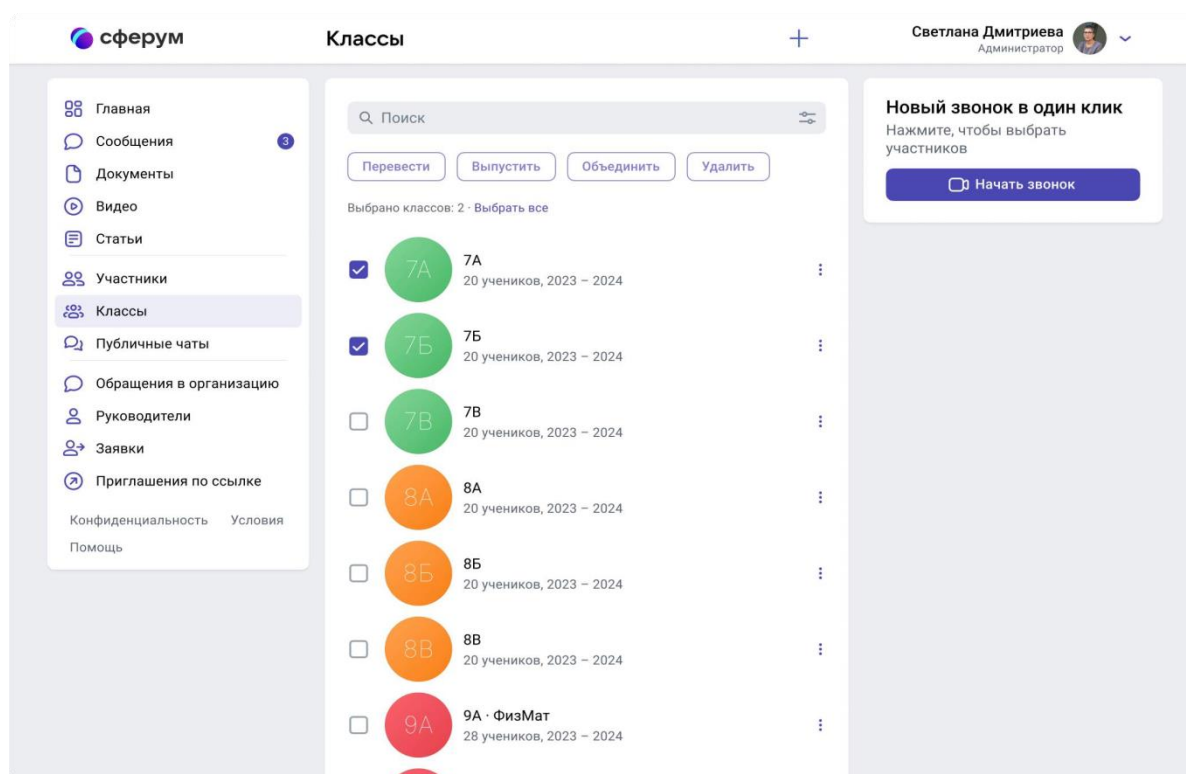 сферум
Классы
Светлана Дмитриева
Администратор
Главная
Сообщения 3
Документы
Видео
Статьи
Участники
Классы
Публичные чаты
Обращения в организацию
Руководители
Заявки
Приглашения по ссылке
Конфиденциальность Условия
Помощь
Поиск
Перевести Выпустить Объединить Удалить
Выбрано классов: 2 · Выбрать все
7А 7А
20 учеников, 2023 – 2024
7Б 7Б
20 учеников, 2023 – 2024
7В 7В
20 учеников, 2023 – 2024
8А 8А
20 учеников, 2023 – 2024
8Б 8Б
20 учеников, 2023 – 2024
8В 8В
20 учеников, 2023 – 2024
9А 9А · ФизМат
28 учеников, 2023 – 2024
Новый звонок в один клик
Нажмите, чтобы выбрать
участников
Начать звонок